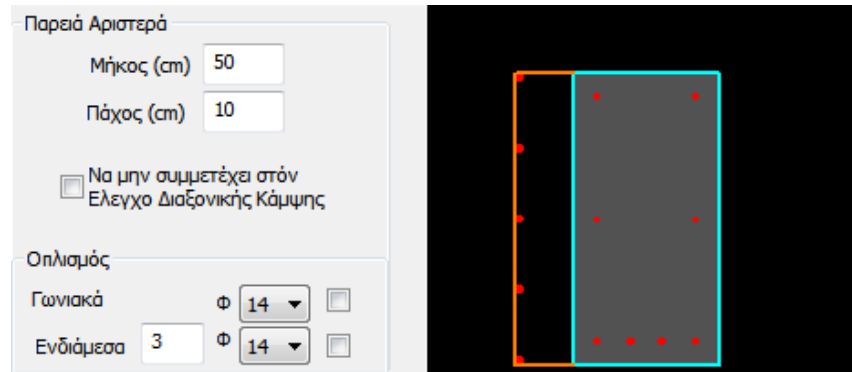 Παρειά Αριστερά
Μήκος (cm) 50
Πάχος (cm) 10
Να μην συμμετέχει στόν
Ελεγχο Διαξονικής Κάμψης
Οπλισμός
Γωνιακά Φ 14
Ενδιάμεσα 3 Φ 14